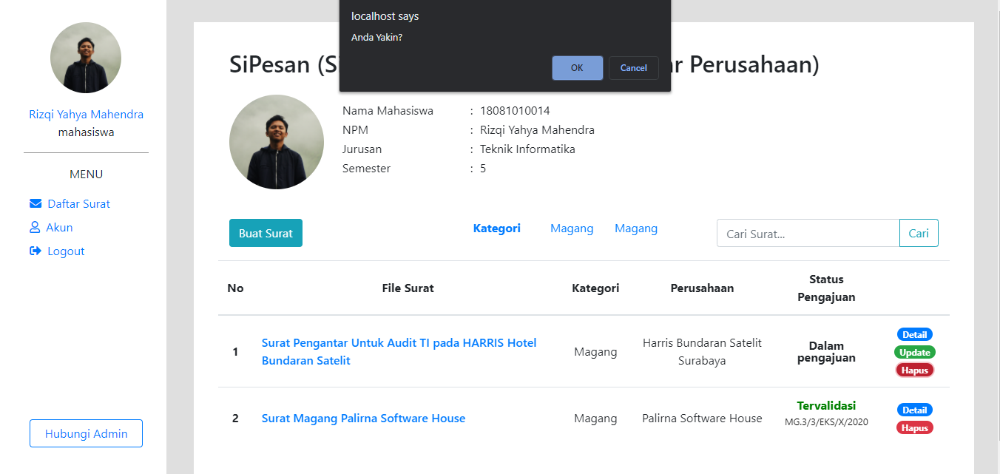 localhost says
Anda Yakin?
OK
Cancel
Rizqi Yahya Mahendra
mahasiswa
MENU
Daftar Surat
Akun
Logout
Hubungi Admin
SiPesan (S
r Perusahaan)
Nama Mahasiswa : 18081010014
NPM : Rizqi Yahya Mahendra
Jurusan : Teknik Informatika
Semester : 5
Buat Surat
Kategori Magang Magang
Cari Surat... Cari
No File Surat Kategori Perusahaan Status
Pengajuan
1 Surat Pengantar Untuk Audit TI pada HARRIS Hotel
Bundaran Satelit
Magang
Harris Bundaran Satelit
Surabaya
Dalam
pengajuan
Detail
Update
Hapus
2 Surat Magang Palirna Software House
Magang
Palirna Software House
Tervalidasi
MG.3/3/EKS/X/2020
Detail
Hapus